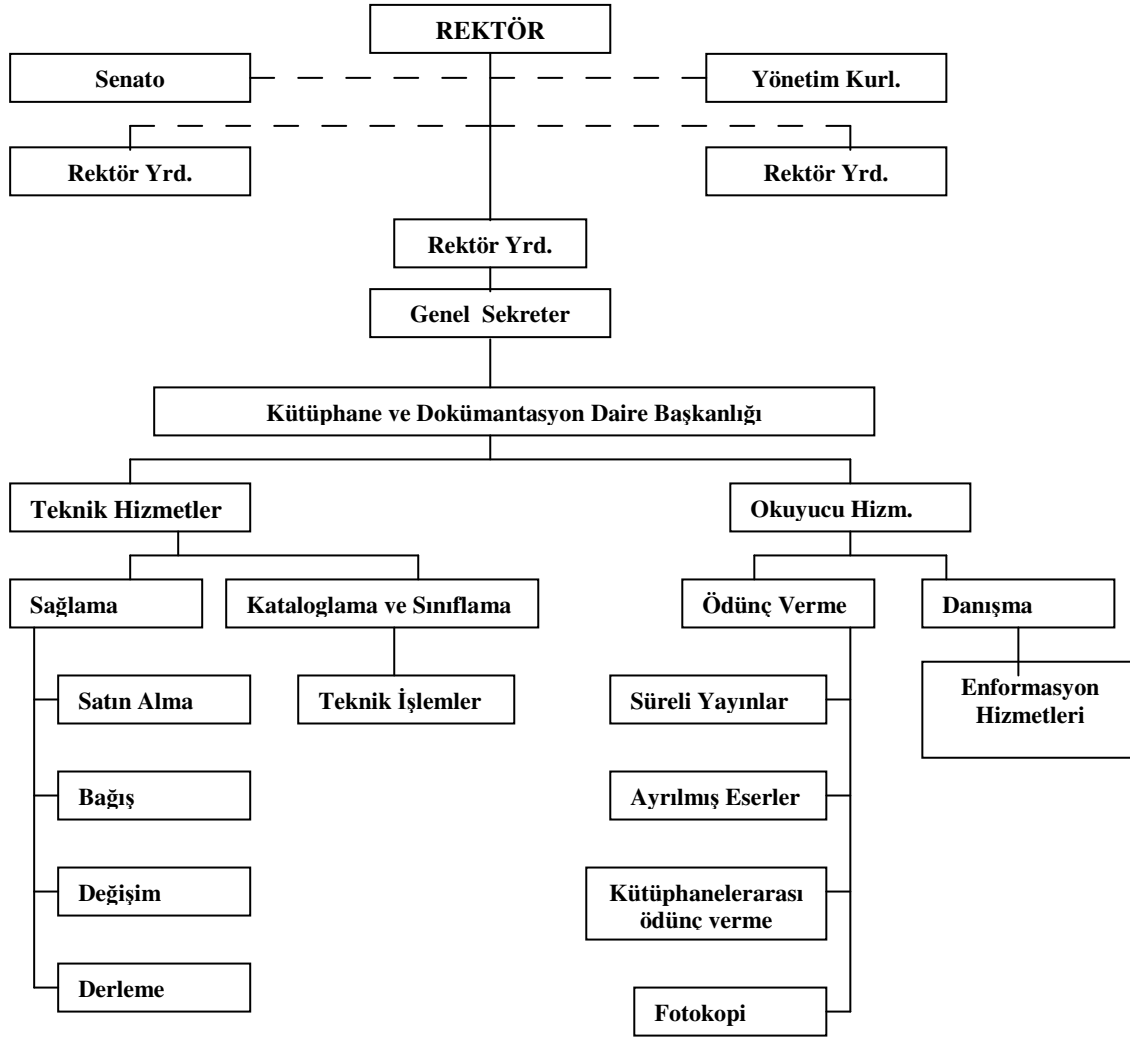 REKTÖR
Senato
Yönetim Kurl.
Rektör Yrd.
Rektör Yrd.
Rektör Yrd.
Genel Sekreter
Kütüphane ve Dokümantasyon Daire Başkanlığı
Teknik Hizmetler
Okuyucu Hizm.
Sağlama
Kataloglama ve Sınıflama
Ödünç Verme
Danışma
Satın Alma
Teknik İşlemler
Süreli Yayınlar
Enformasyon
Hizmetleri
Bağış
Ayrılmış Eserler
Değişim
Kütüphanelerarası
ödünç verme
Derleme
Fotokopi